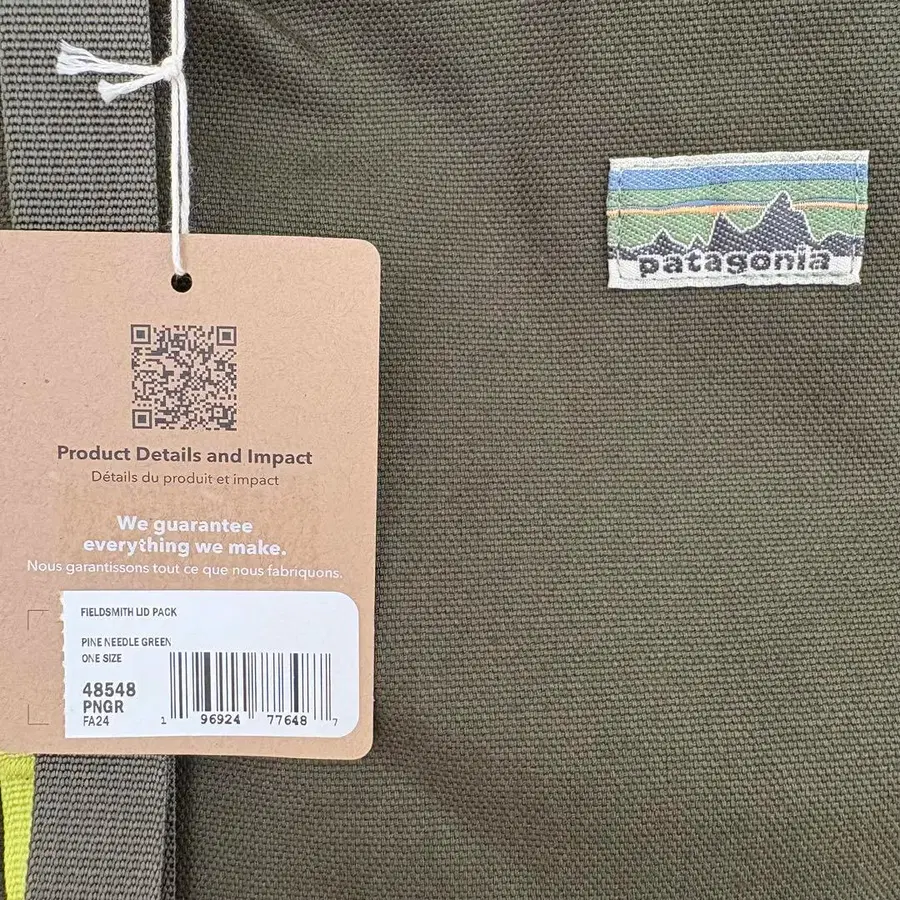 patagonia
Product Details and Impact
Détails du produit et impact
We guarantee
everything we make.
Nous garantissons tout ce que nous fabriquons.
FIELDSMITH LID PACK
PINE NEEDLE GREEN
ONE SIZE
48548
PNGR
FA24
1 96924 77648 7